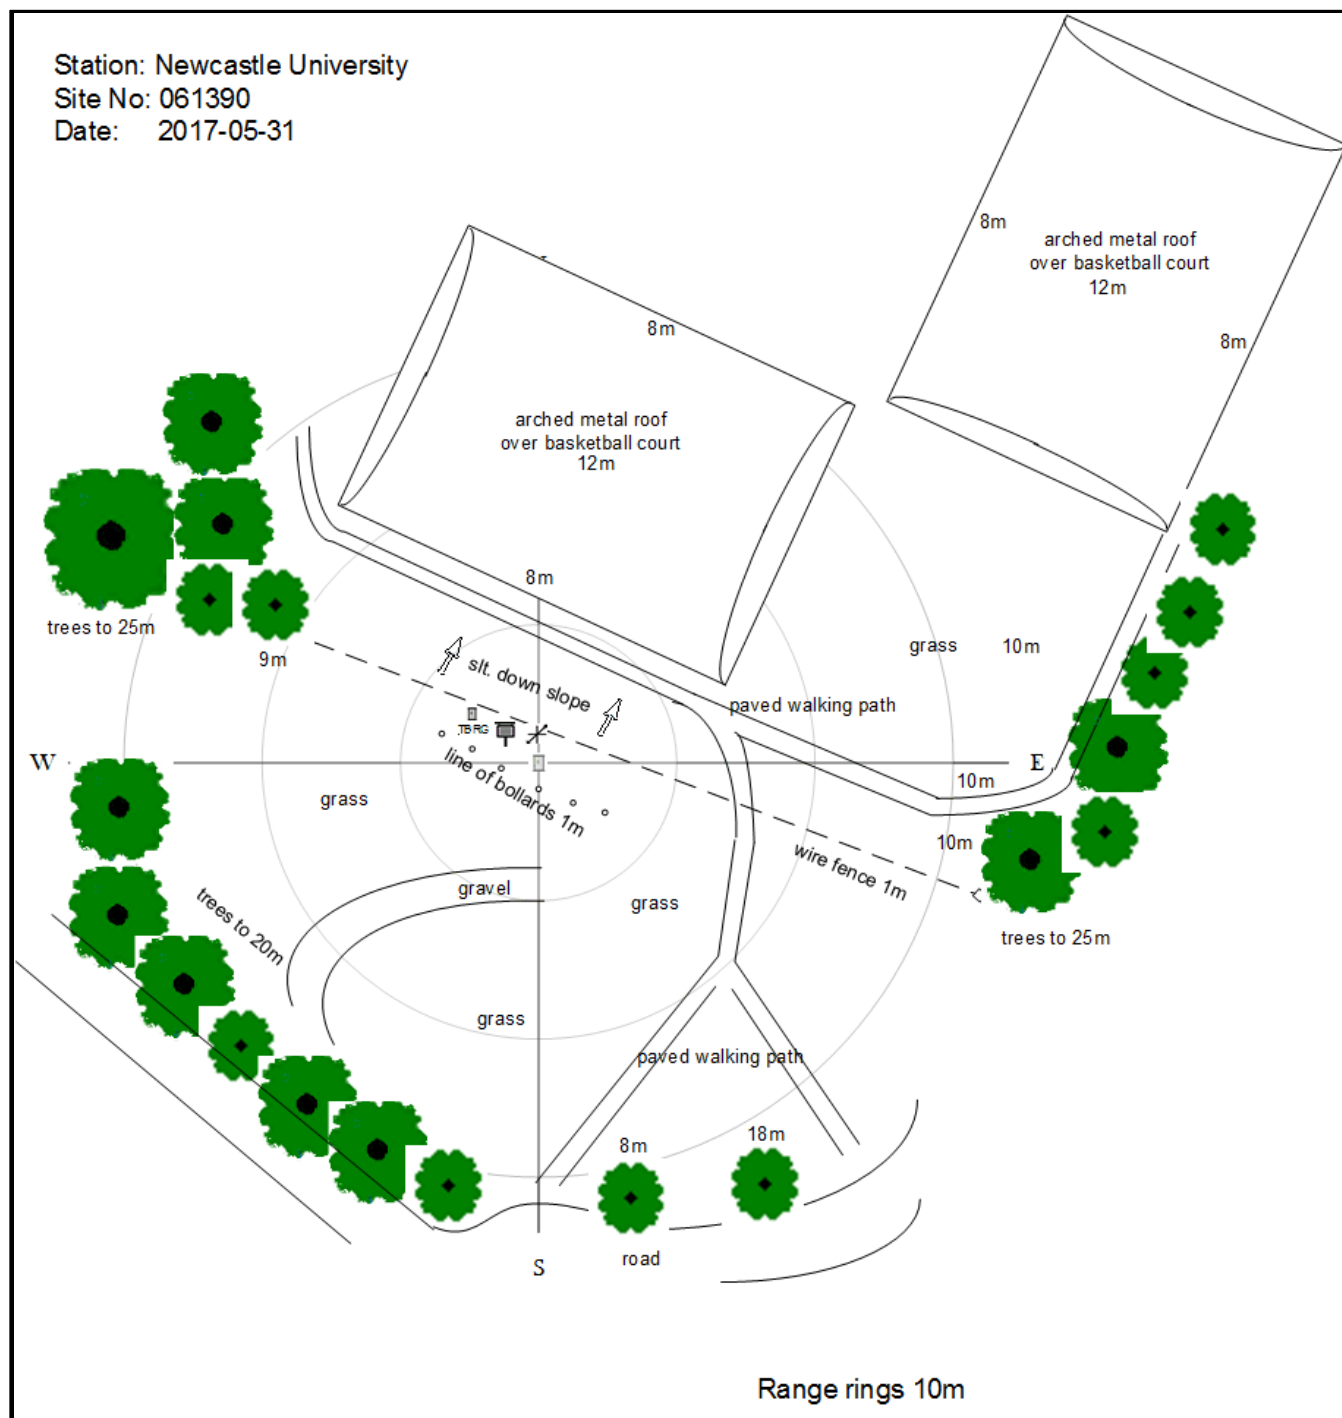 Station: Newcastle University
Site No: 061390
Date: 2017-05-31
8m
arched metal roof
over basketball court
12m
8m
8m
arched metal roof
over basketball court
12m
8m
trees to 25m
9m
slt. down slope
grass
10m
paved walking path
TBRG
W
E
line of bollards 1m
grass
10m
10m
wire fence 1m
gravel
grass
trees to 20m
trees to 25m
grass
paved walking path
8m
18m
road
S
Range rings 10m